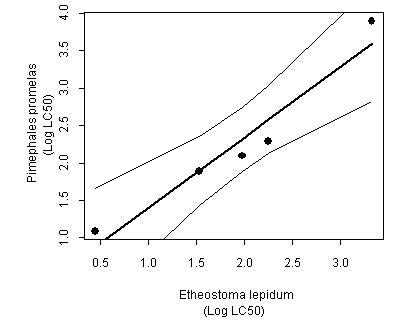 4.0
3.5
3.0
2.5
2.0
1.5
1.0
Pimephales promelas
(Log LC50)
0.5 1.0 1.5 2.0 2.5 3.0
Etheostoma lepidum
(Log LC50)